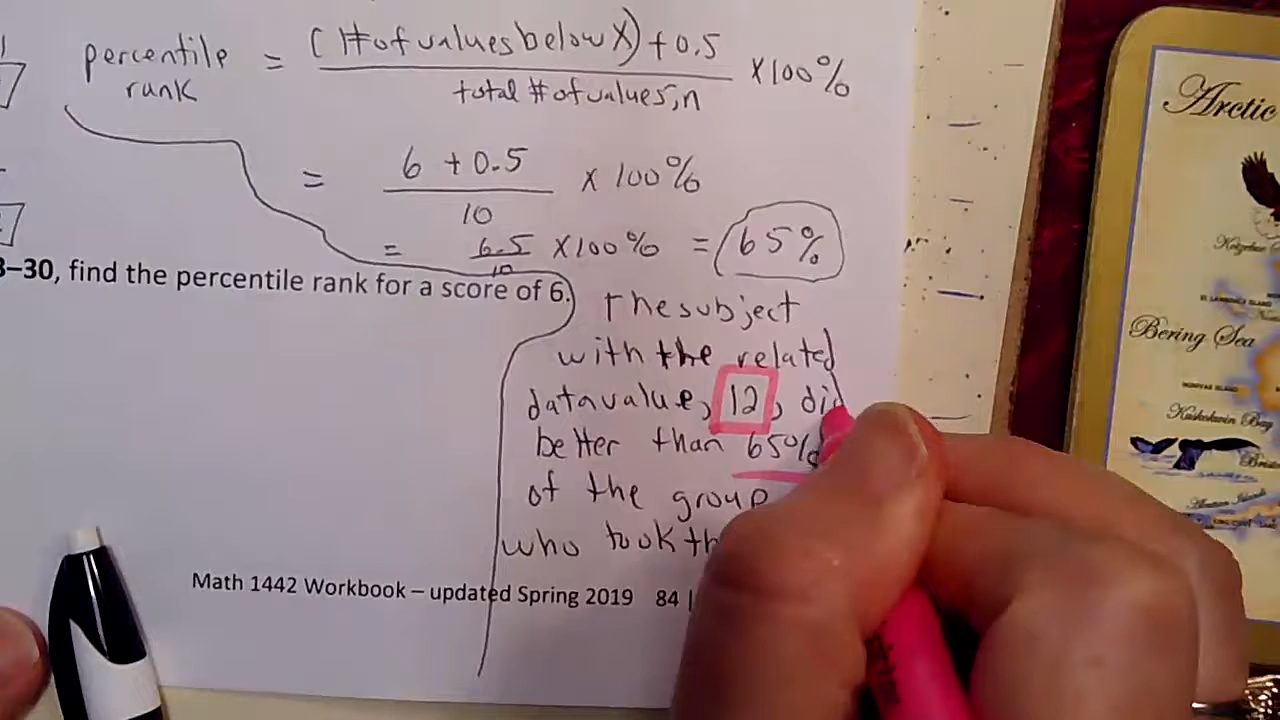 percentile rank = (# of values below X) + 0.5 × 100%
total # of values, n
= 6 + 0.5 × 100%
10
= 6.5 × 100% = 65%
10
–30, find the percentile rank for a score of 6.
The subject
with the related
data value, 12, did
better than 65%
of the group
who took
Math 1442 Workbook – updated Spring 2019 84 |
Arctic
Bering Sea
Kuskokwim Bay